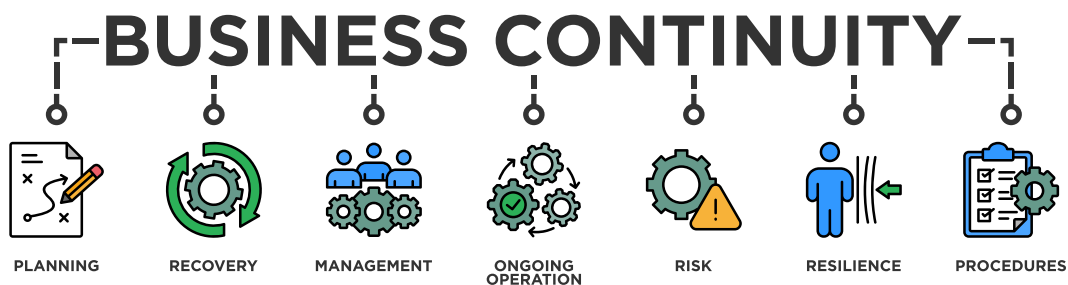 BUSINESS CONTINUITY
PLANNING
RECOVERY
MANAGEMENT
ONGOING
OPERATION
RISK
RESILIENCE
PROCEDURES